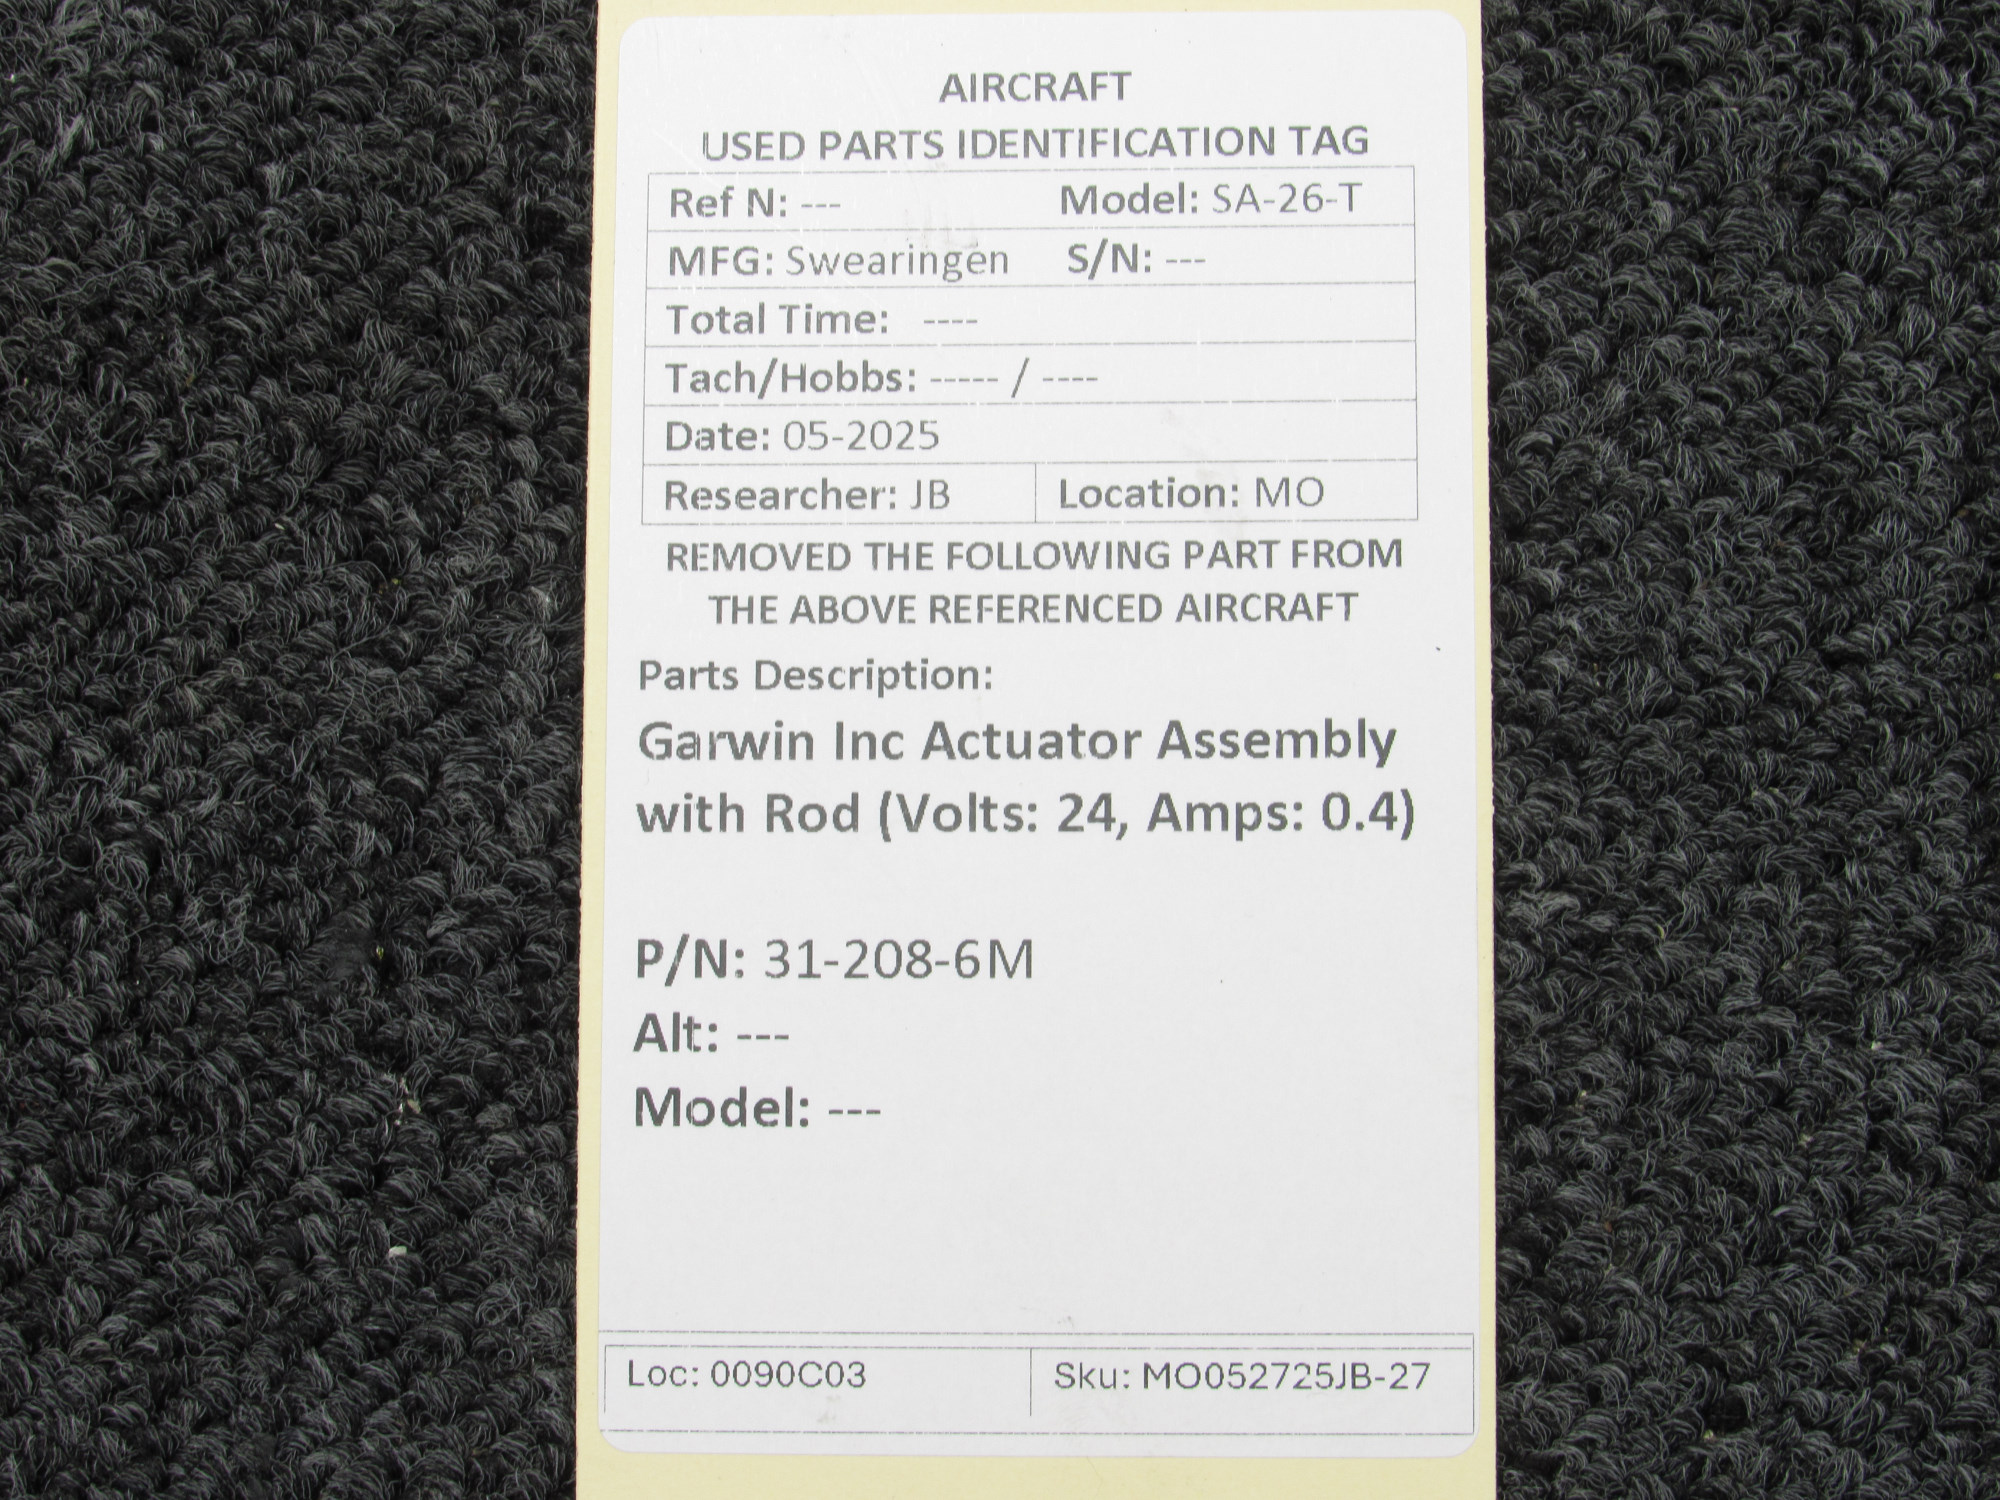 AIRCRAFT
USED PARTS IDENTIFICATION TAG
Ref N: --- Model: SA-26-T
MFG: Swearingen S/N: ---
Total Time: ----
Tach/Hobbs: ----- / ----
Date: 05-2025
Researcher: JB Location: MO
REMOVED THE FOLLOWING PART FROM
THE ABOVE REFERENCED AIRCRAFT
Parts Description:
Garwin Inc Actuator Assembly
with Rod (Volts: 24, Amps: 0.4)
P/N: 31-208-6M
Alt: ---
Model: ---
Loc: 0090C03 Sku: MO052725JB-27